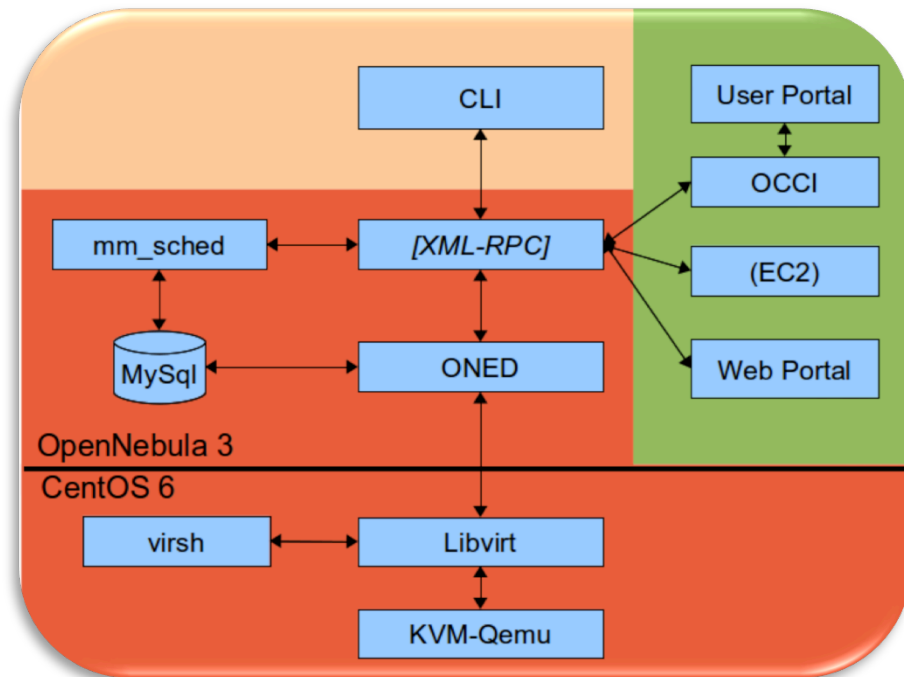 CLI
User Portal
OCCI
mm_sched
[XML-RPC]
(EC2)
MySql
ONED
Web Portal
OpenNebula 3
CentOS 6
virsh
Libvirt
KVM-Qemu